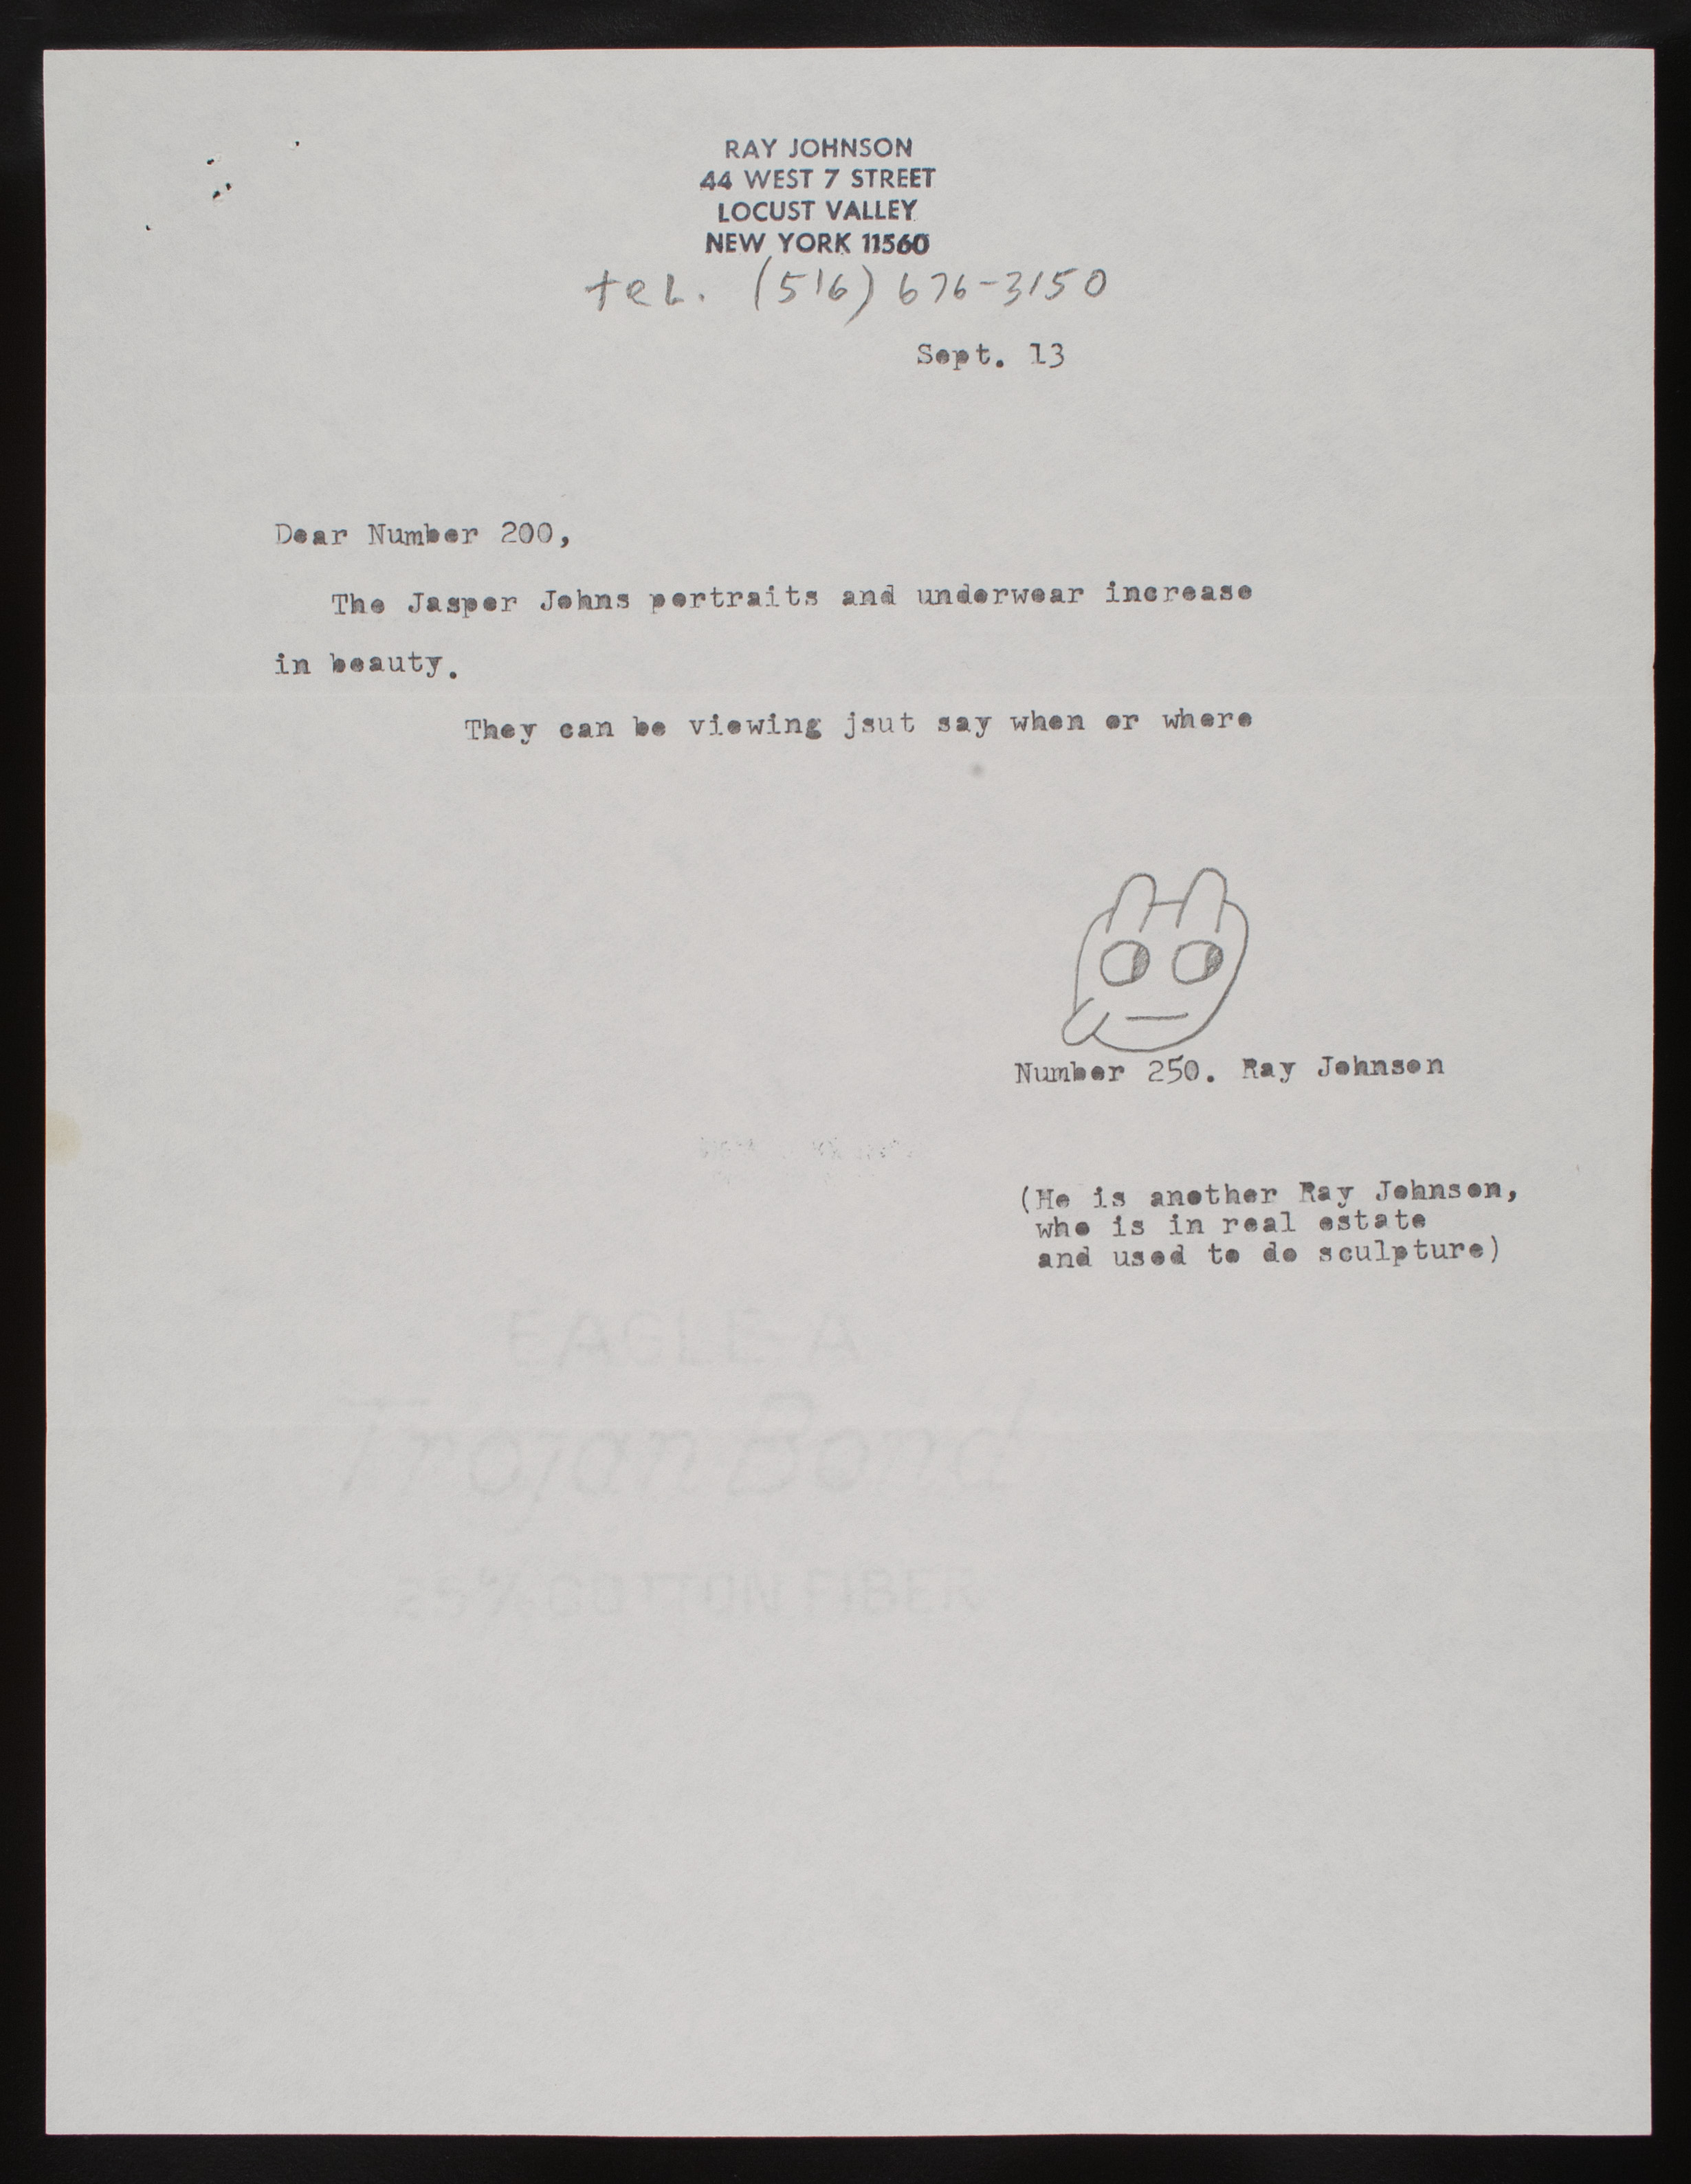 RAY JOHNSON
44 WEST 7 STREET
LOCUST VALLEY
NEW YORK 11560
teL. (516) 676-3150
Sept. 13
Dear Number 200,
The Jasper Johns portraits and underwear increase
in beauty.
They can be viewing jsut say when or where
Number 250. Ray Johnson
(He is another Ray Johnson,
who is in real estate
and used to do sculpture)
EAGLE-A
Trojan Bond
25% COTTON FIBER